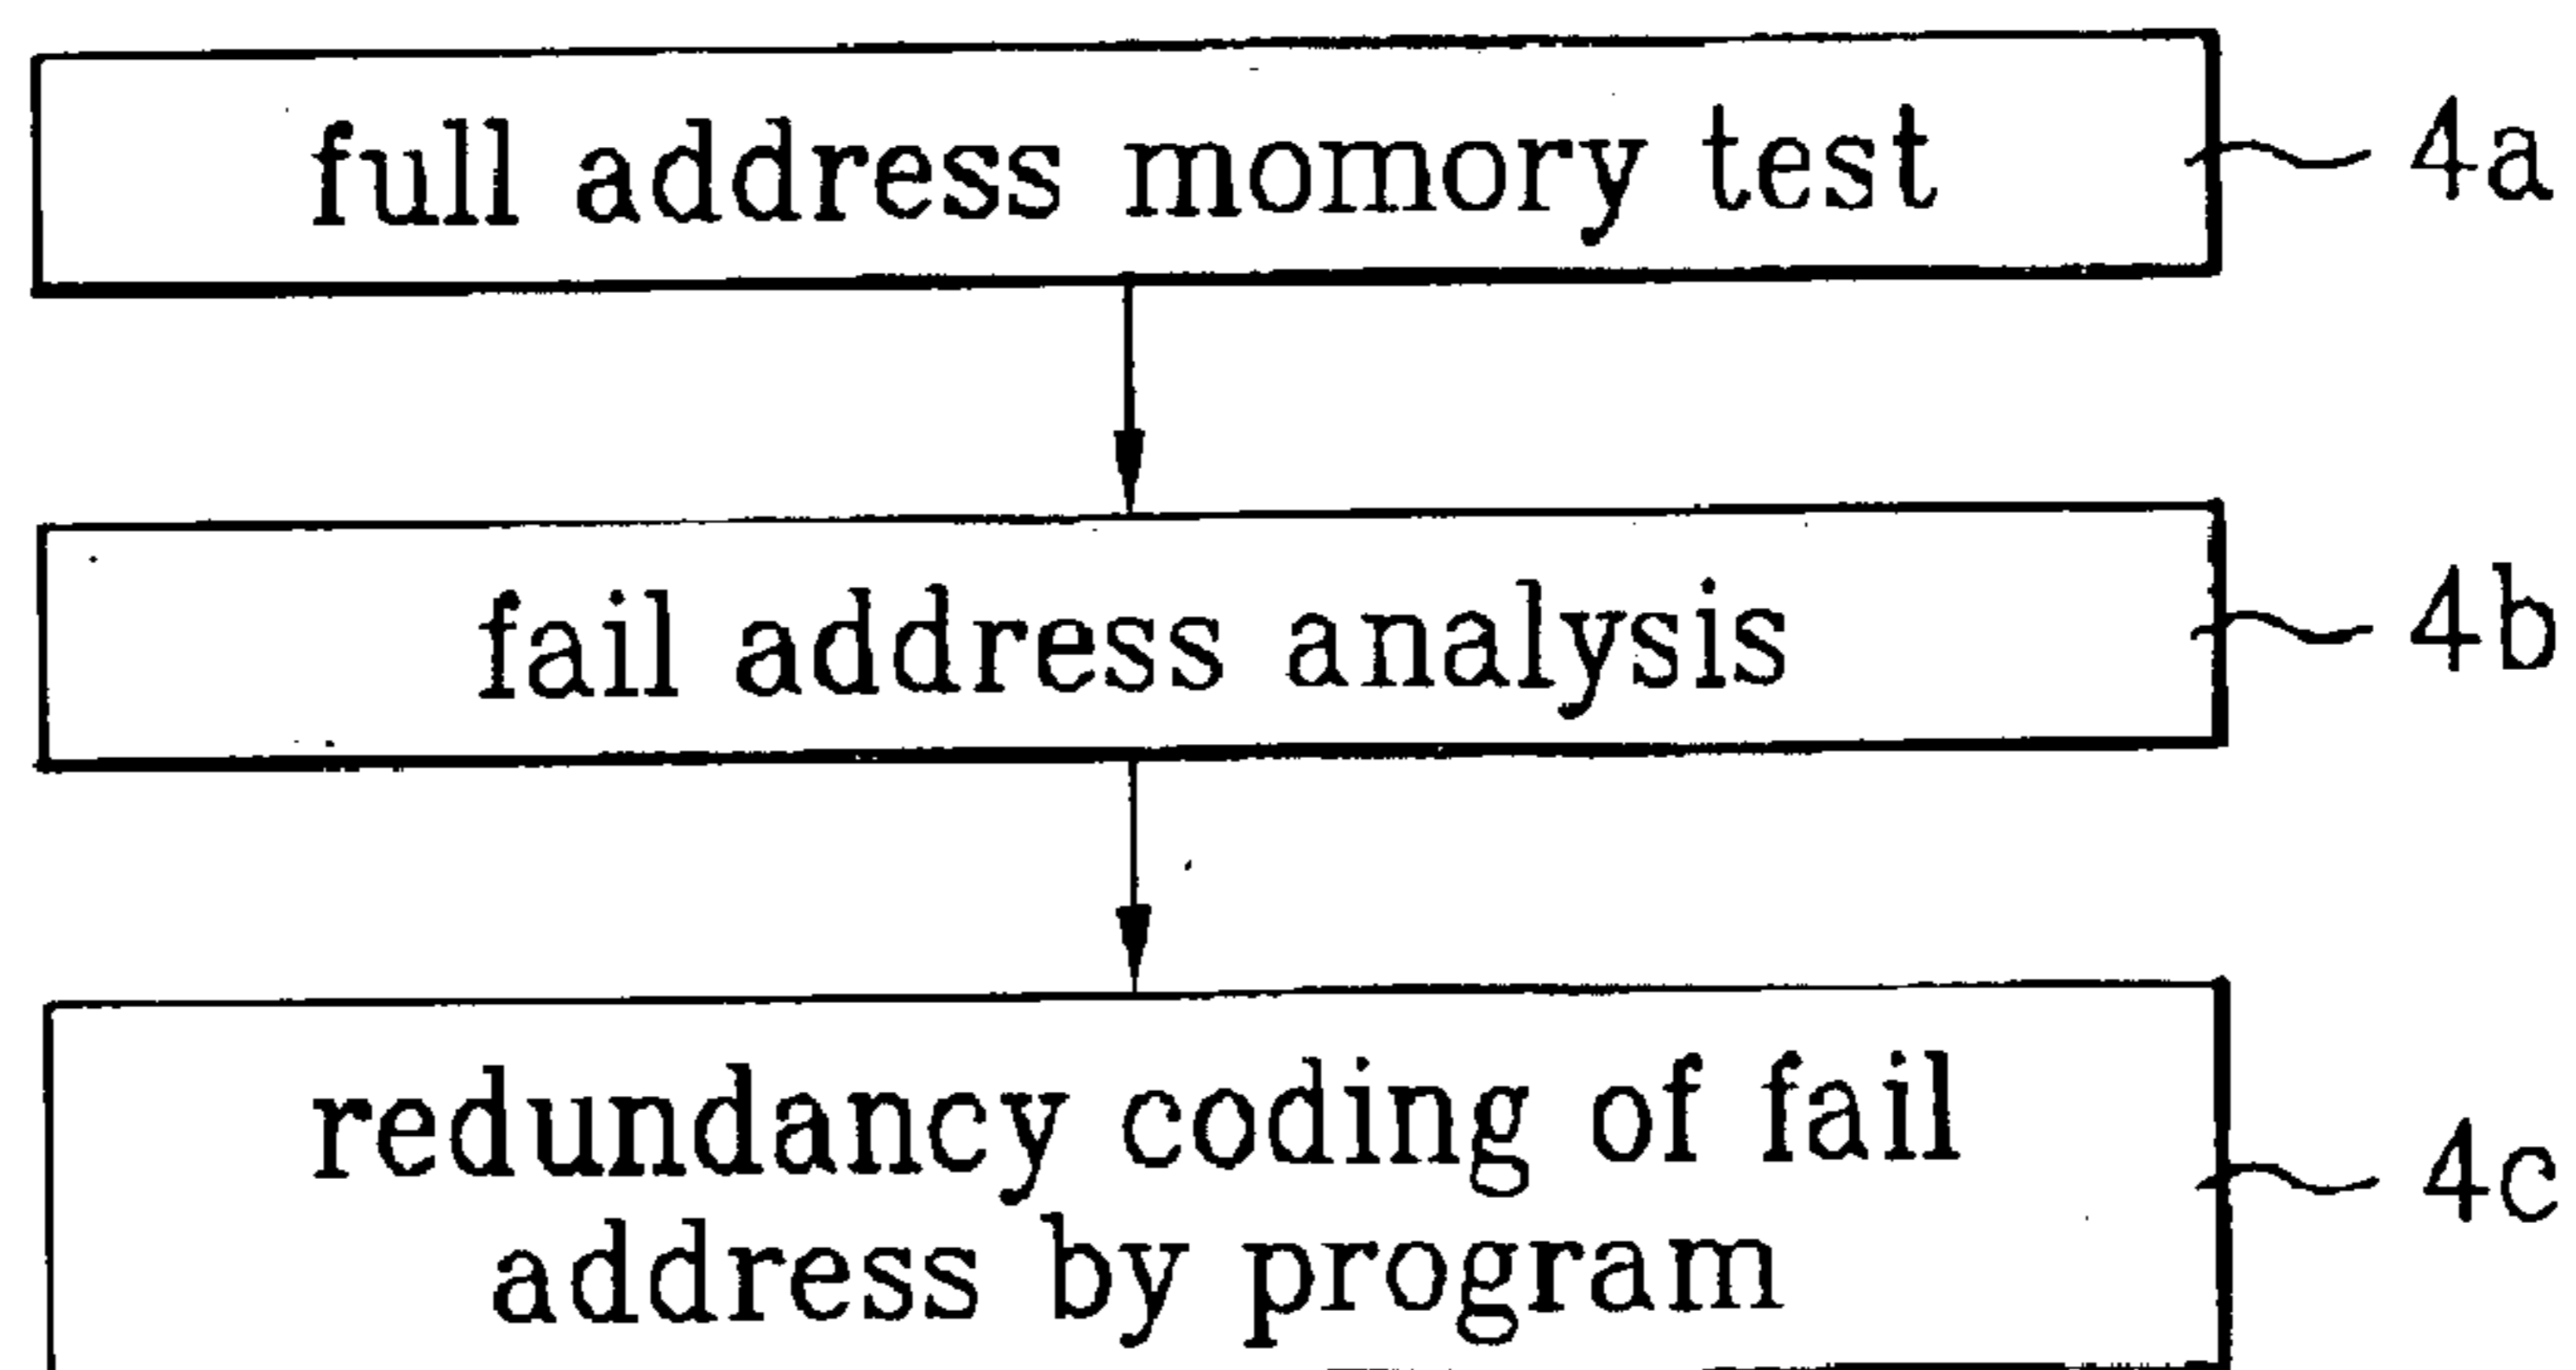 full address momory test
4a
fail address analysis
4b
redundancy coding of fail
address by program
4c